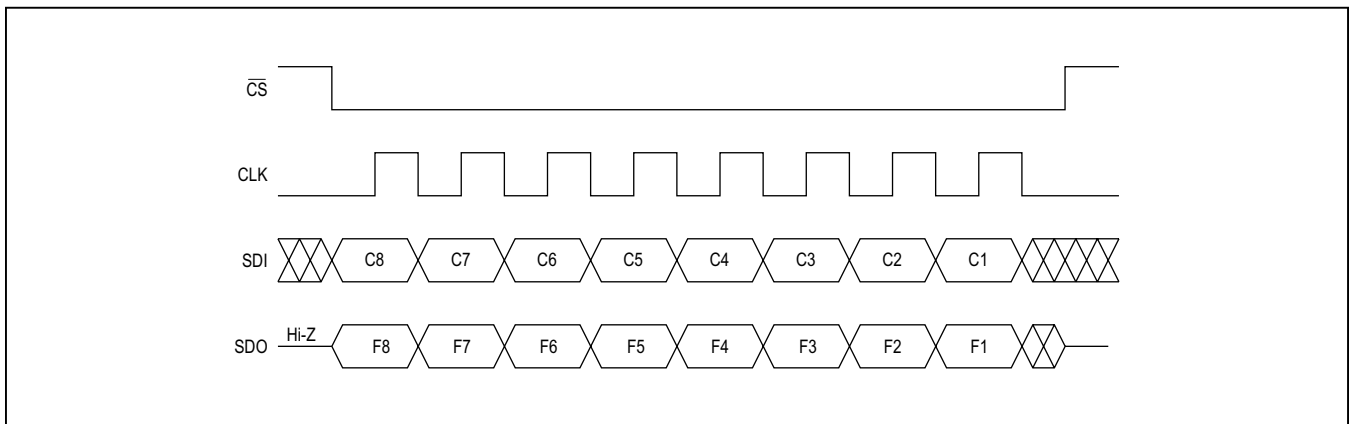 C̅S̅
CLK
SDI C8 C7 C6 C5 C4 C3 C2 C1
SDO Hi-Z F8 F7 F6 F5 F4 F3 F2 F1